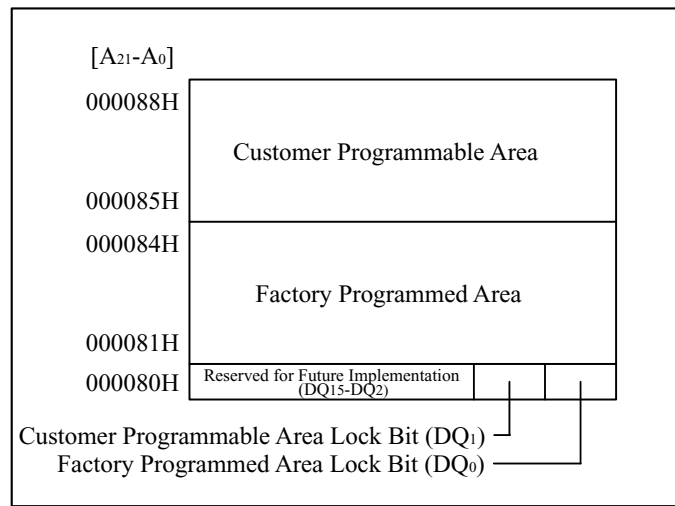 [A21-A0]
000088H
Customer Programmable Area
000085H
000084H
Factory Programmed Area
000081H
000080H
Reserved for Future Implementation
(DQ15-DQ2)
Customer Programmable Area Lock Bit (DQ1)
Factory Programmed Area Lock Bit (DQ0)